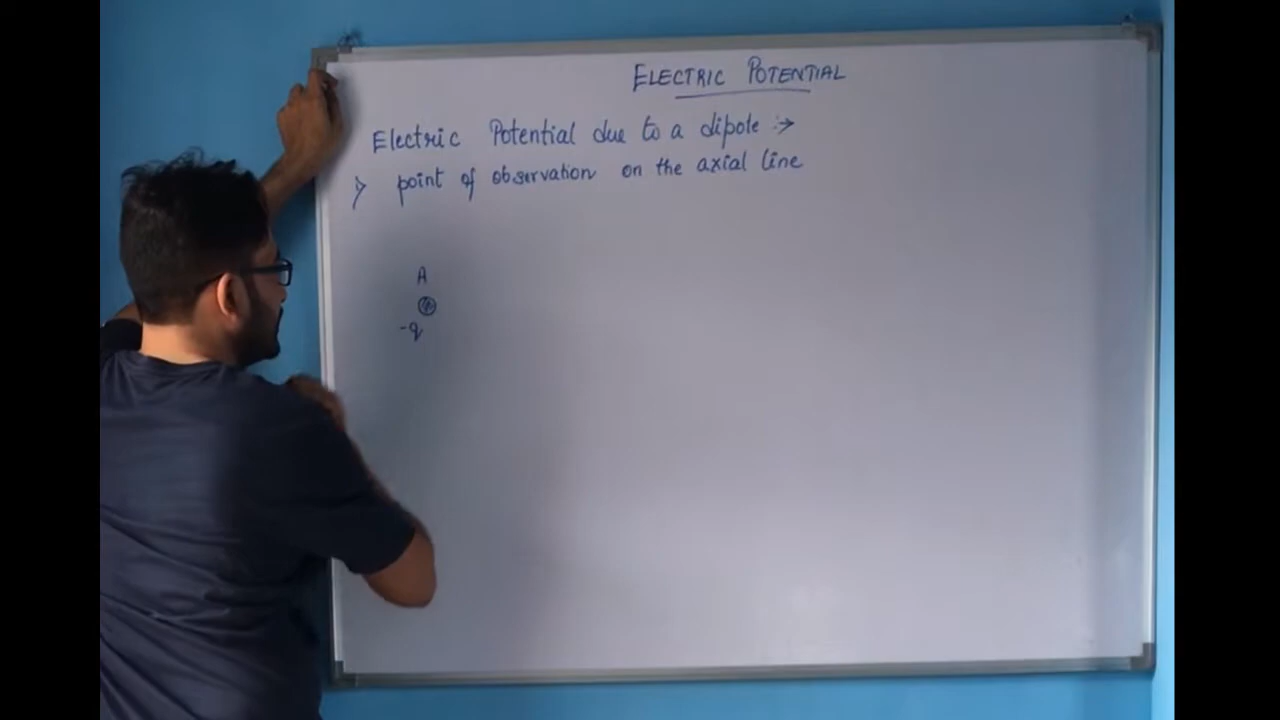 ELECTRIC POTENTIAL
Electric Potential due to a dipole :→
point of observation on the axial line
A
-q